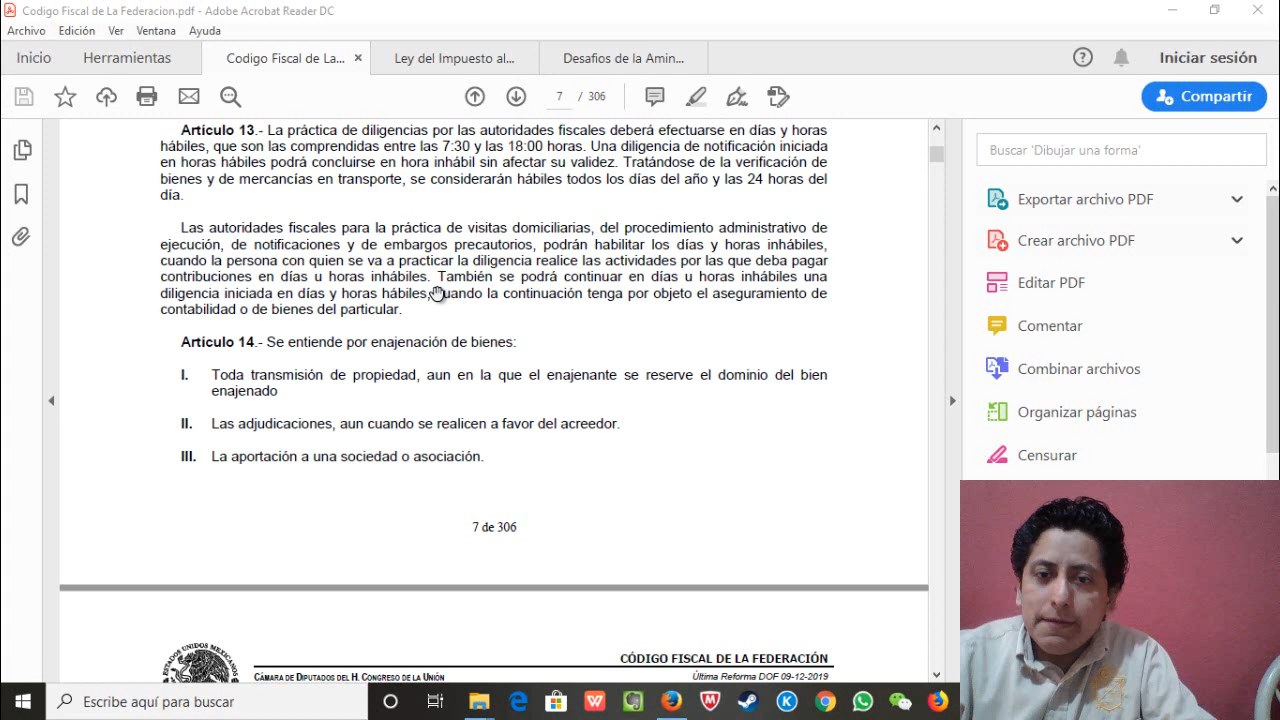 Codigo Fiscal de La Federacion.pdf - Adobe Acrobat Reader DC
Archivo Edición Ver Ventana Ayuda
Inicio Herramientas Codigo Fiscal de La... × Ley del Impuesto al... Desafios de la Amin... Iniciar sesión
7 / 306 Compartir
Artículo 13.- La práctica de diligencias por las autoridades fiscales deberá efectuarse en días y horas
hábiles, que son las comprendidas entre las 7:30 y las 18:00 horas. Una diligencia de notificación iniciada
en horas hábiles podrá concluirse en hora inhábil sin afectar su validez. Tratándose de la verificación de
bienes y de mercancías en transporte, se considerarán hábiles todos los días del año y las 24 horas del
día.
Las autoridades fiscales para la práctica de visitas domiciliarias, del procedimiento administrativo de
ejecución, de notificaciones y de embargos precautorios, podrán habilitar los días y horas inhábiles,
cuando la persona con quien se va a practicar la diligencia realice las actividades por las que deba pagar
contribuciones en días u horas inhábiles. También se podrá continuar en días u horas inhábiles una
diligencia iniciada en días y horas hábiles, cuando la continuación tenga por objeto el aseguramiento de
contabilidad o de bienes del particular.
Artículo 14.- Se entiende por enajenación de bienes:
I. Toda transmisión de propiedad, aun en la que el enajenante se reserve el dominio del bien
enajenado
II. Las adjudicaciones, aun cuando se realicen a favor del acreedor.
III. La aportación a una sociedad o asociación.
7 de 306
CÓDIGO FISCAL DE LA FEDERACIÓN
CÁMARA DE DIPUTADOS DEL H. CONGRESO DE LA UNIÓN Última Reforma DOF 09-12-2019
ESTADOS UNIDOS MEXICANOS
Buscar 'Dibujar una forma'
Exportar archivo PDF
Crear archivo PDF
Editar PDF
Comentar
Combinar archivos
Organizar páginas
Censurar
Escribe aquí para buscar